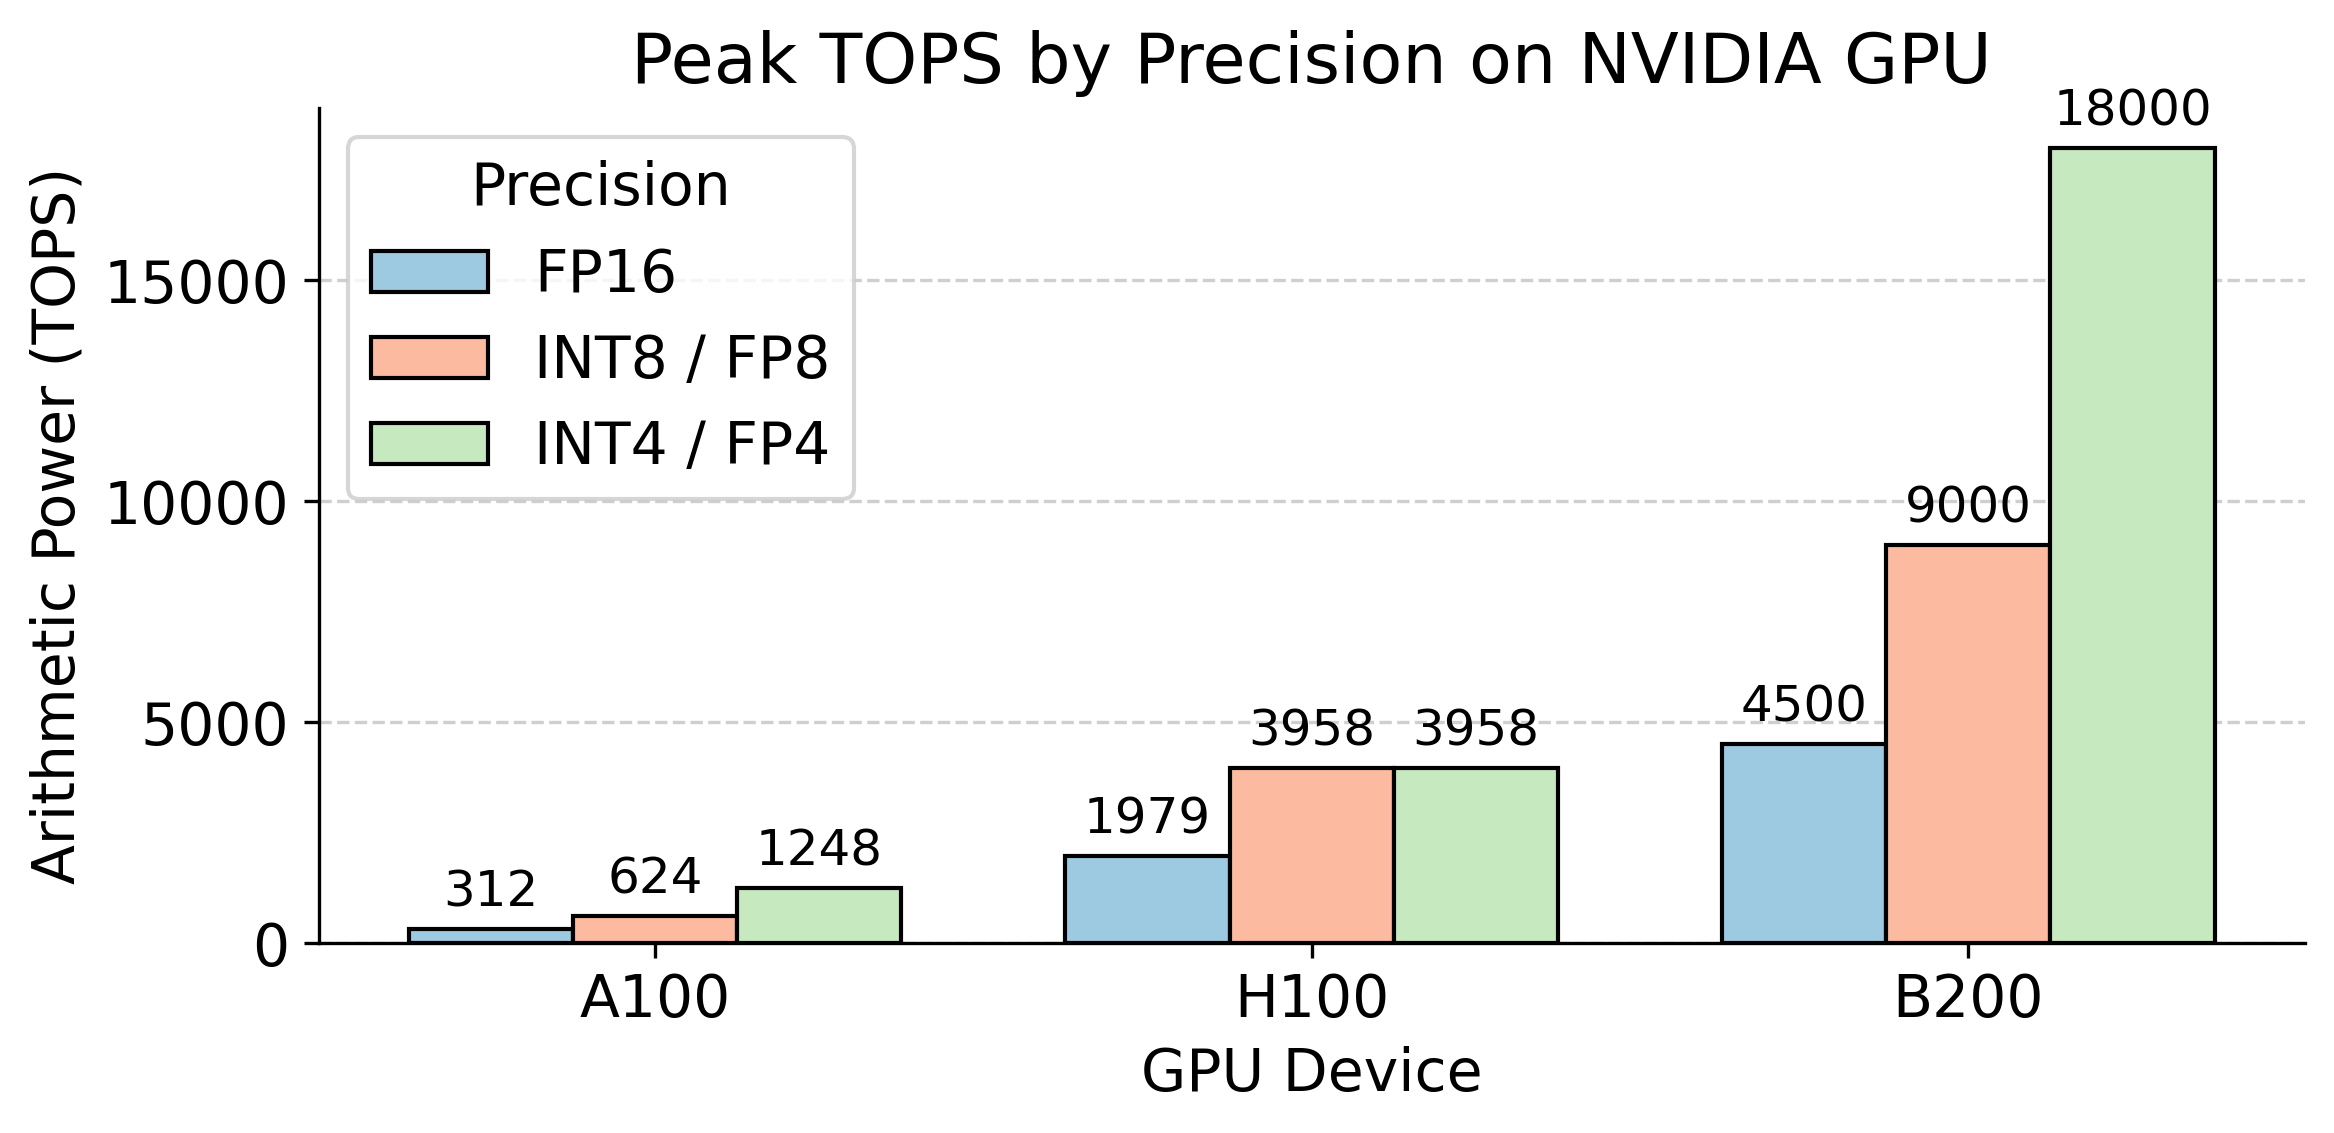 Peak TOPS by Precision on NVIDIA GPU
Arithmetic Power (TOPS)
15000
10000
5000
0
Precision
FP16
INT8 / FP8
INT4 / FP4
312
624
1248
1979
3958
3958
4500
9000
18000
A100
H100
B200
GPU Device